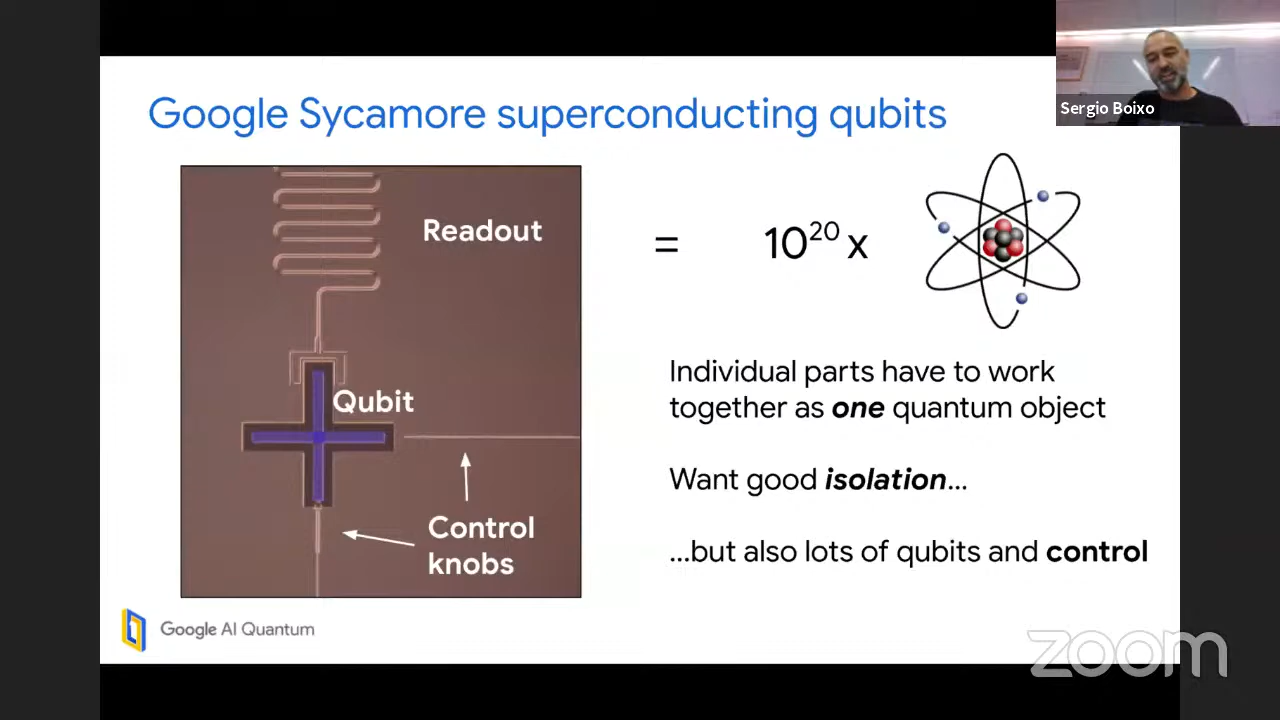 Google Sycamore superconducting qubits
Sergio Boixo
Readout
Qubit
Control
knobs
= 10²⁰ x
Individual parts have to work
together as one quantum object
Want good isolation...
...but also lots of qubits and control
Google AI Quantum
zoom